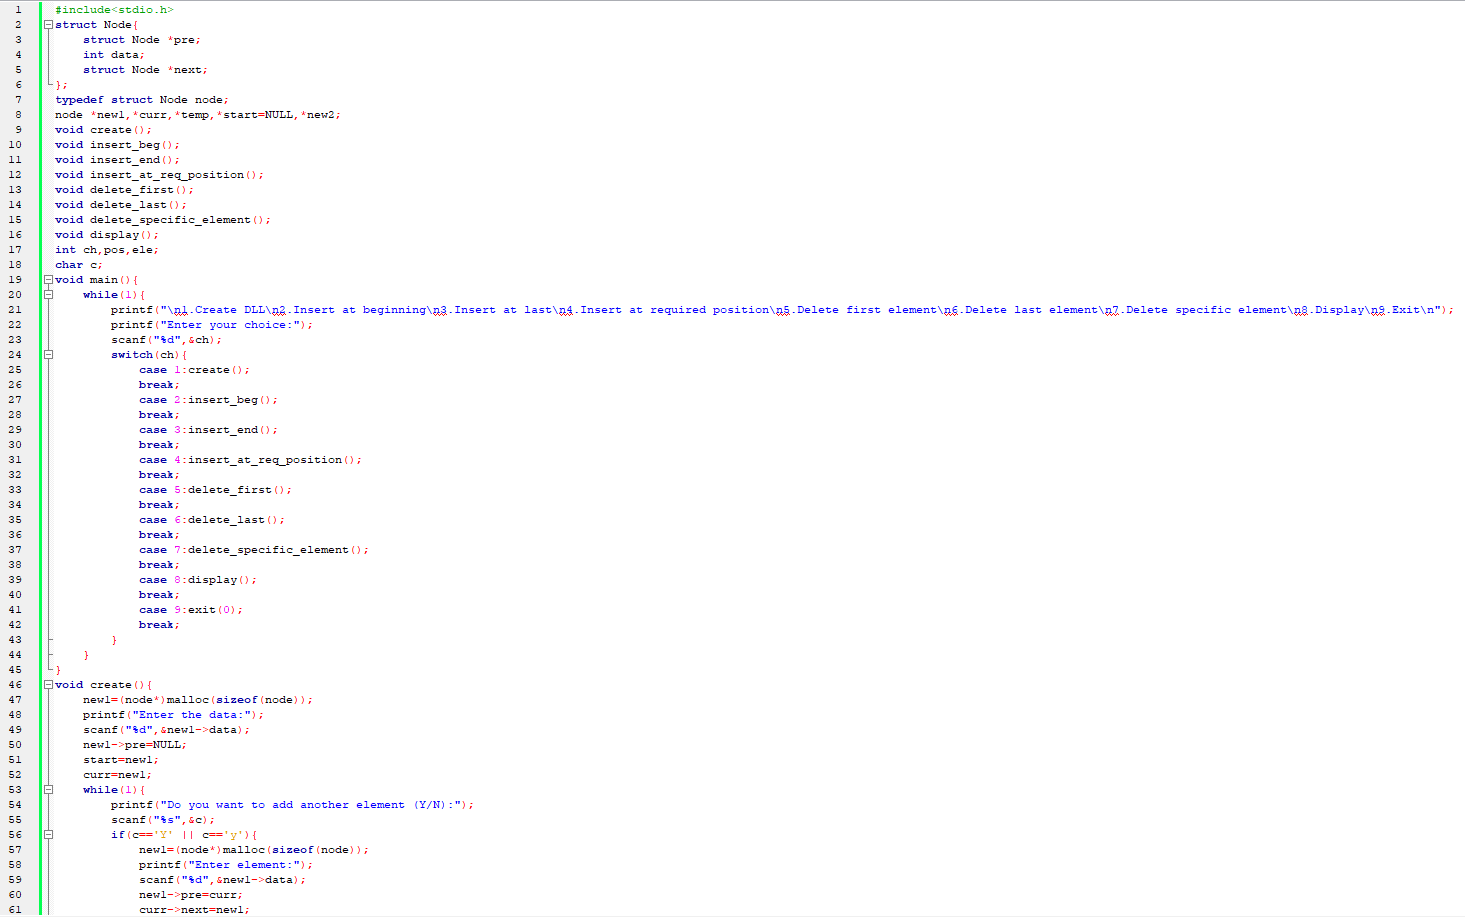 1 #include<stdio.h>
2 struct Node{
3     struct Node *pre;
4     int data;
5     struct Node *next;
6 };
7 typedef struct Node node;
8 node *new1,*curr,*temp,*start=NULL,*new2;
9 void create();
10 void insert_beg();
11 void insert_end();
12 void insert_at_req_position();
13 void delete_first();
14 void delete_last();
15 void delete_specific_element();
16 void display();
17 int ch,pos,ele;
18 char c;
19 void main(){
20     while(1){
21         printf("\n1.Create DLL\n2.Insert at beginning\n3.Insert at last\n4.Insert at required position\n5.Delete first element\n6.Delete last element\n7.Delete specific element\n8.Display\n9.Exit\n");
22         printf("Enter your choice:");
23         scanf("%d",&ch);
24         switch(ch){
25             case 1:create();
26             break;
27             case 2:insert_beg();
28             break;
29             case 3:insert_end();
30             break;
31             case 4:insert_at_req_position();
32             break;
33             case 5:delete_first();
34             break;
35             case 6:delete_last();
36             break;
37             case 7:delete_specific_element();
38             break;
39             case 8:display();
40             break;
41             case 9:exit(0);
42             break;
43         }
44     }
45 }
46 void create(){
47     new1=(node*)malloc(sizeof(node));
48     printf("Enter the data:");
49     scanf("%d",&new1->data);
50     new1->pre=NULL;
51     start=new1;
52     curr=new1;
53     while(1){
54         printf("Do you want to add another element (Y/N):");
55         scanf("%s",&c);
56         if(c=='Y' || c=='y'){
57             new1=(node*)malloc(sizeof(node));
58             printf("Enter element:");
59             scanf("%d",&new1->data);
60             new1->pre=curr;
61             curr->next=new1;